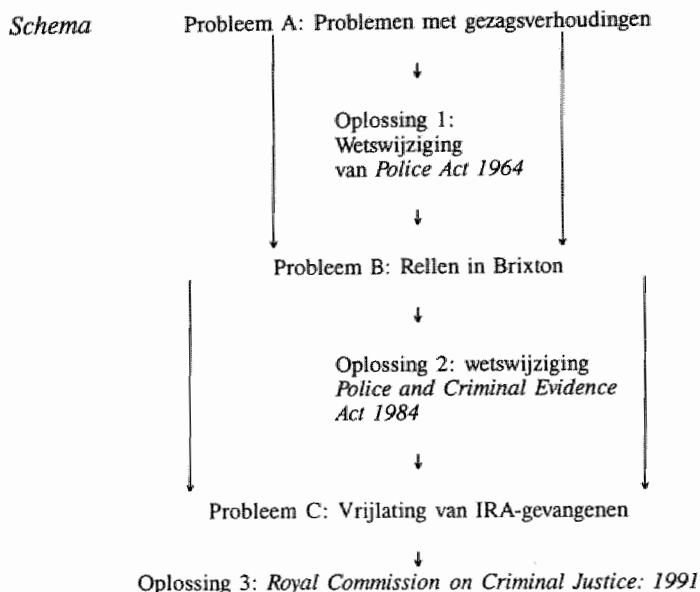 Schema Probleem A: Problemen met gezagsverhoudingen
Oplossing 1:
Wetswijziging
van Police Act 1964
Probleem B: Rellen in Brixton
Oplossing 2: wetswijziging
Police and Criminal Evidence
Act 1984
Probleem C: Vrijlating van IRA-gevangenen
Oplossing 3: Royal Commission on Criminal Justice: 1991